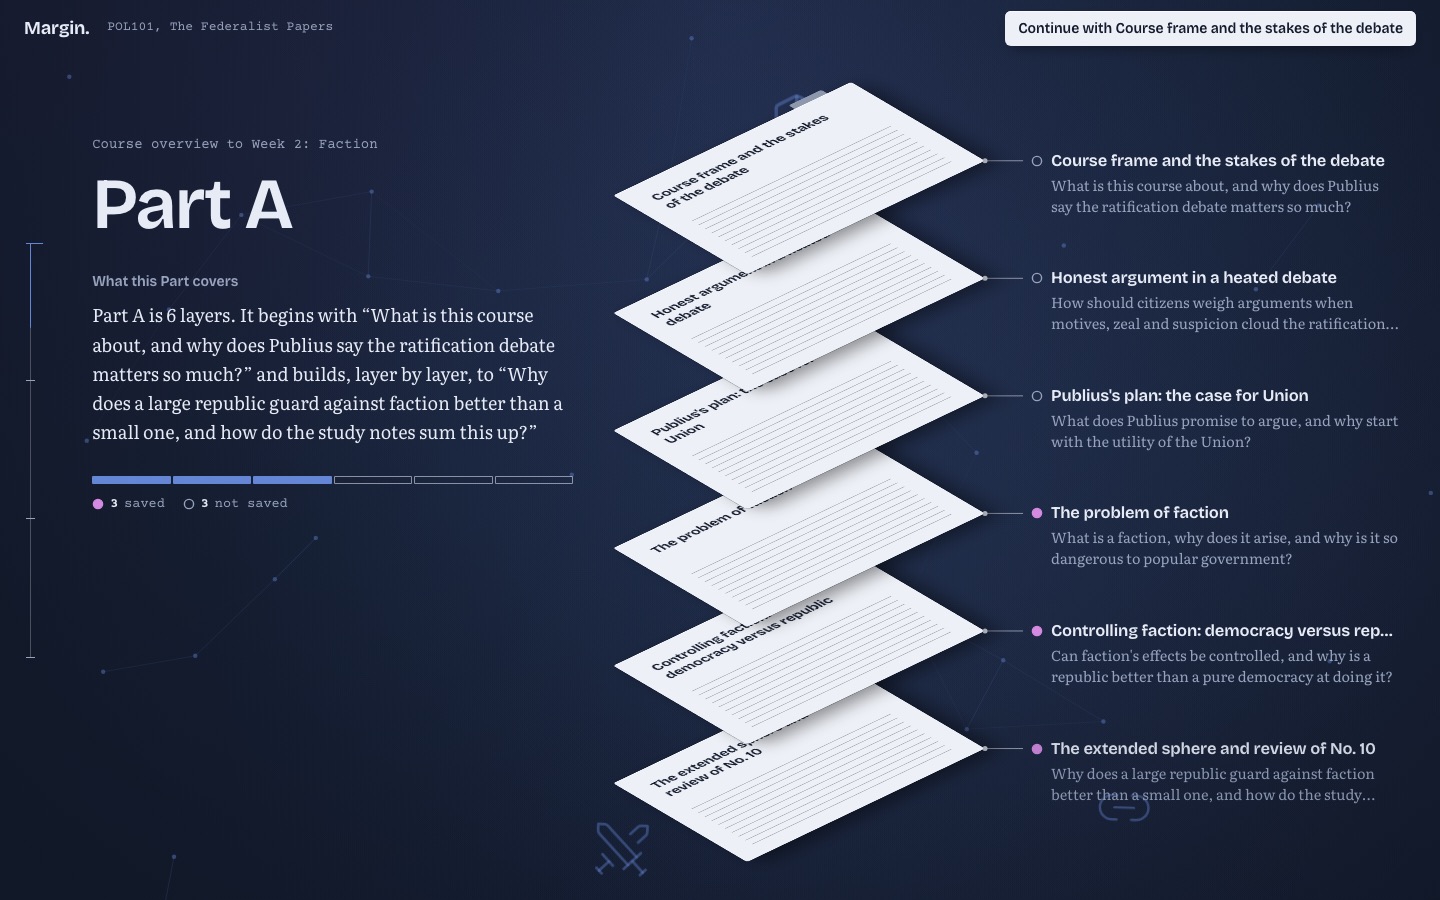 Margin.
POL101, The Federalist Papers
Continue with Course frame and the stakes of the debate
Course overview to Week 2: Faction
Part A
What this Part covers
Part A is 6 layers. It begins with “What is this course
about, and why does Publius say the ratification debate
matters so much?” and builds, layer by layer, to “Why
does a large republic guard against faction better than a
small one, and how do the study notes sum this up?”
3 saved
3 not saved
Course frame and the stakes
of the debate
Honest argume
debate
Publius's plan:
Union
The problem of
Controlling fact
democracy versus republic
The extended
review of No. 10
Course frame and the stakes of the debate
What is this course about, and why does Publius
say the ratification debate matters so much?
Honest argument in a heated debate
How should citizens weigh arguments when
motives, zeal and suspicion cloud the ratification…
Publius's plan: the case for Union
What does Publius promise to argue, and why start
with the utility of the Union?
The problem of faction
What is a faction, why does it arise, and why is it so
dangerous to popular government?
Controlling faction: democracy versus rep…
Can faction's effects be controlled, and why is a
republic better than a pure democracy at doing it?
The extended sphere and review of No. 10
Why does a large republic guard against faction
better than a small one, and how do the study…